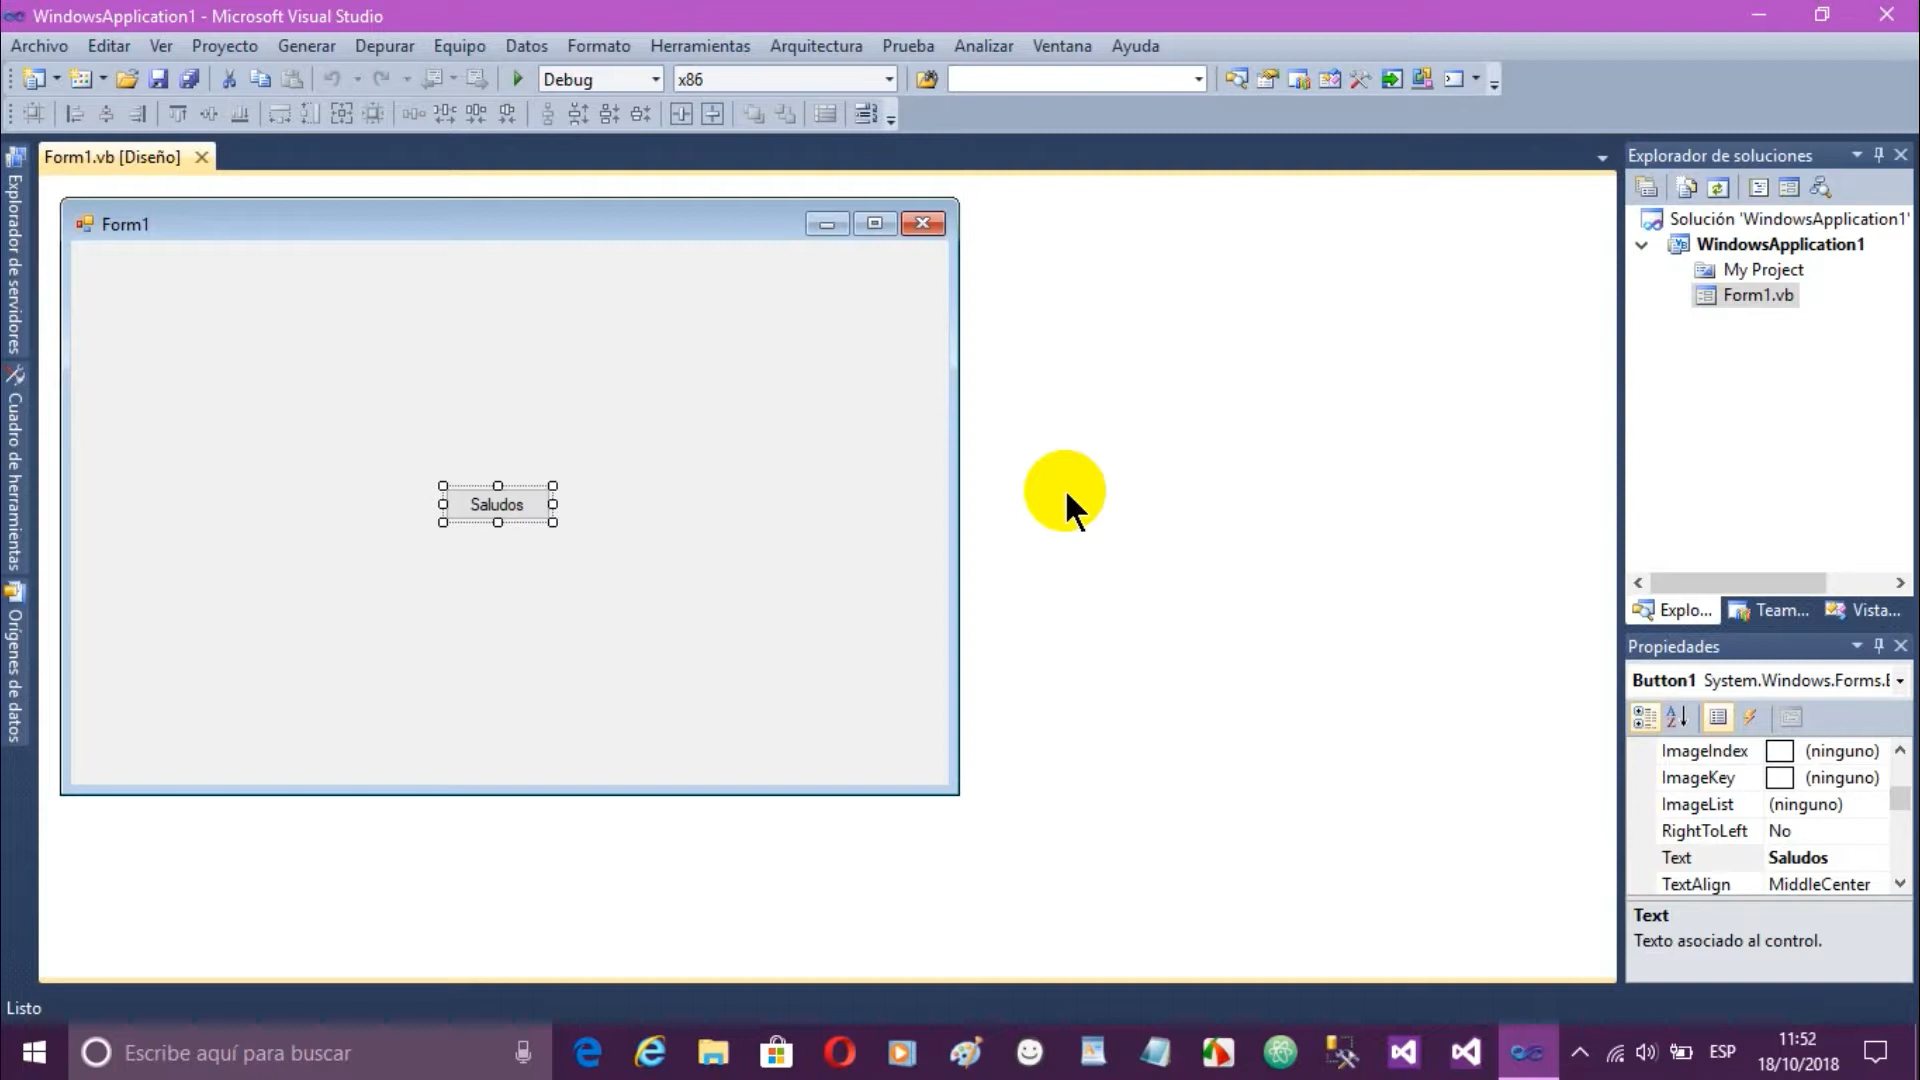 WindowsApplication1 - Microsoft Visual Studio
Archivo Editar Ver Proyecto Generar Depurar Equipo Datos Formato Herramientas Arquitectura Prueba Analizar Ventana Ayuda
Debug x86
Form1.vb [Diseño]
Explorador de servidores
Cuadro de herramientas
Orígenes de datos
Form1
Saludos
Explorador de soluciones
Solución 'WindowsApplication1'
WindowsApplication1
My Project
Form1.vb
Explo... Team... Vista...
Propiedades
Button1 System.Windows.Forms.B
ImageIndex (ninguno)
ImageKey (ninguno)
ImageList (ninguno)
RightToLeft No
Text Saludos
TextAlign MiddleCenter
Text
Texto asociado al control.
Listo
Escribe aquí para buscar
ESP
11:52
18/10/2018